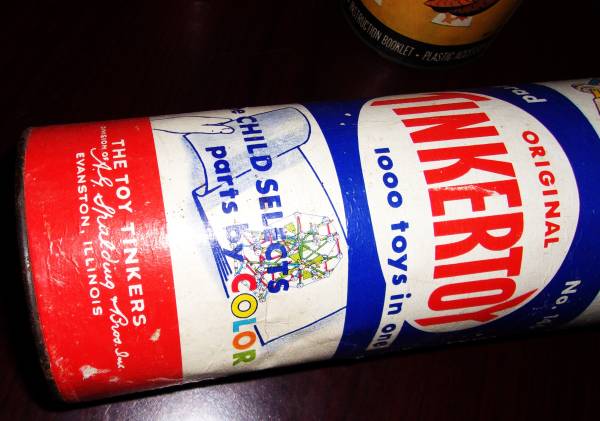 INSTRUCTION BOOKLET - PLASTIC
ORIGINAL
TINKERTOY
1000 toys in one
No.
CHILD SELECTS
parts by COLOR
THE TOY TINKERS
DIVISION OF A.G. Spalding & Bros. Inc.
EVANSTON, ILLINOIS